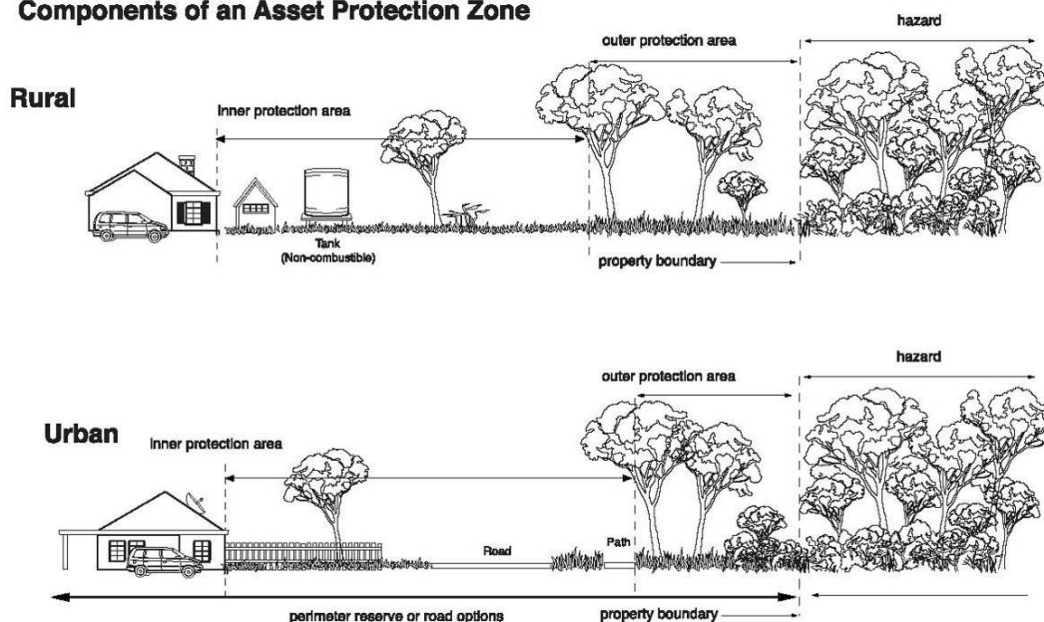 Components of an Asset Protection Zone
hazard
outer protection area
Rural
Inner protection area
Tank
(Non-combustible)
property boundary
hazard
outer protection area
Urban
Inner protection area
Road
Path
perimeter reserve or road options
property boundary